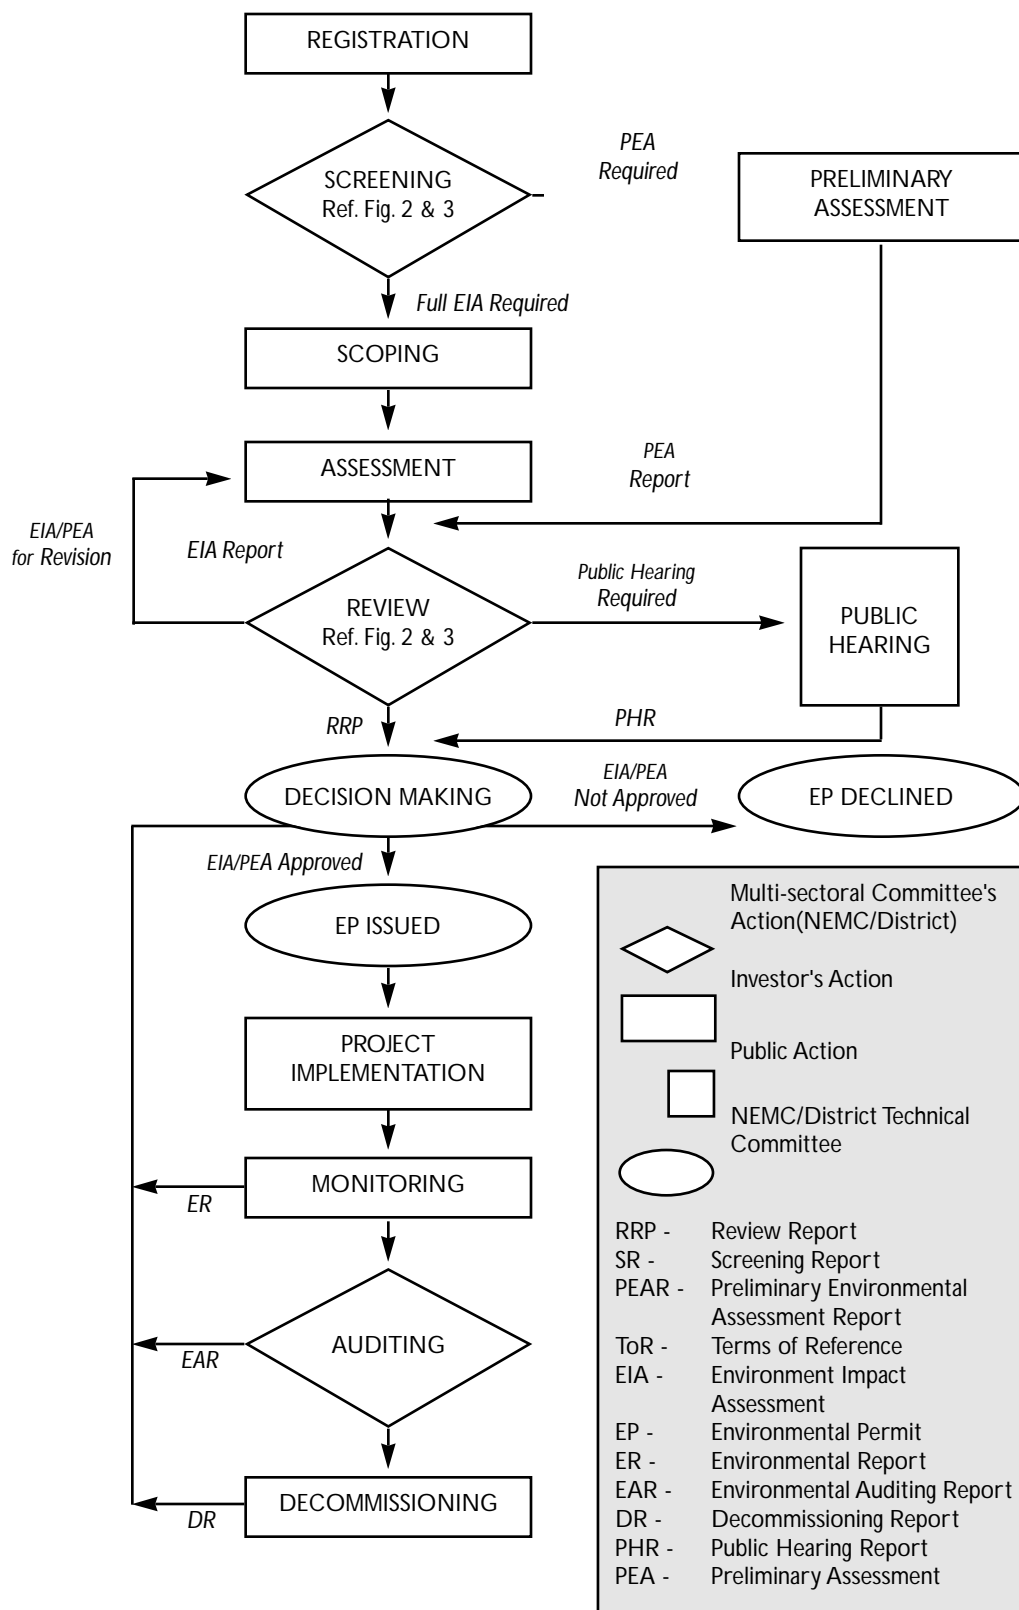 REGISTRATION
PEA
Required
SCREENING
Ref. Fig. 2 & 3
PRELIMINARY
ASSESSMENT
Full EIA Required
SCOPING
ASSESSMENT
PEA
Report
EIA/PEA
for Revision
EIA Report
REVIEW
Ref. Fig. 2 & 3
Public Hearing
Required
PUBLIC
HEARING
RRP
PHR
DECISION MAKING
EIA/PEA
Not Approved
EP DECLINED
EIA/PEA Approved
EP ISSUED
PROJECT
IMPLEMENTATION
MONITORING
ER
AUDITING
EAR
DECOMMISSIONING
DR
Multi-sectoral Committee's
Action(NEMC/District)
Investor's Action
Public Action
NEMC/District Technical
Committee
RRP - Review Report
SR - Screening Report
PEAR - Preliminary Environmental
Assessment Report
ToR - Terms of Reference
EIA - Environment Impact
Assessment
EP - Environmental Permit
ER - Environmental Report
EAR - Environmental Auditing Report
DR - Decommissioning Report
PHR - Public Hearing Report
PEA - Preliminary Assessment